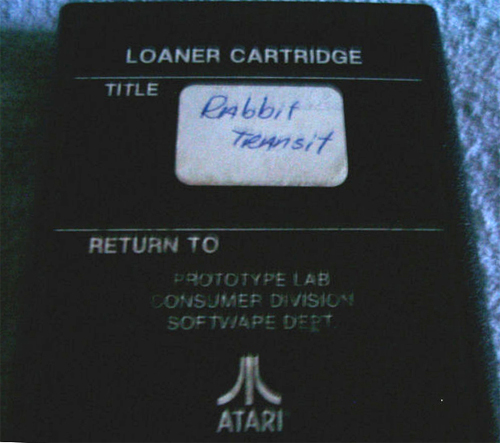 LOANER CARTRIDGE
TITLE
Rabbit
Transit
RETURN TO
PROTOTYPE LAB
CONSUMER DIVISION
SOFTWARE DEPT.
ATARI